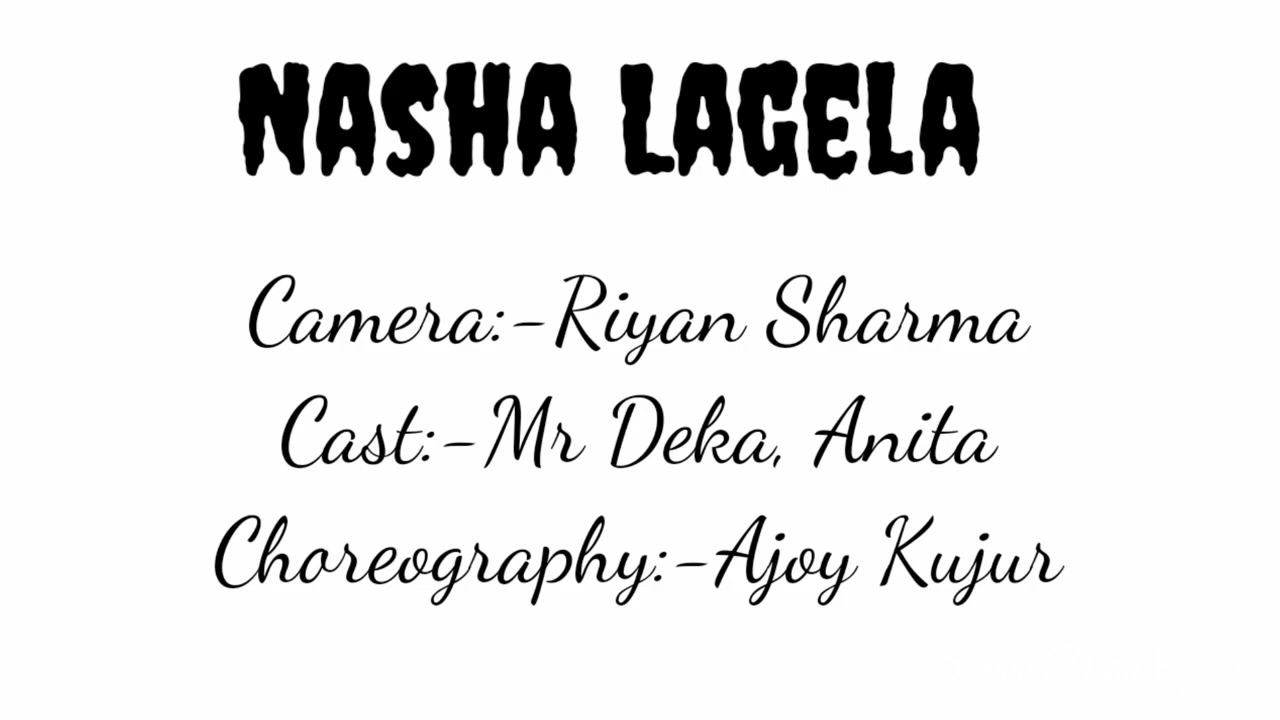 NASHA LAGELA
Camera:-Riyan Sharma
Cast:-Mr Deka, Anita
Choreography:-Ajoy Kujur